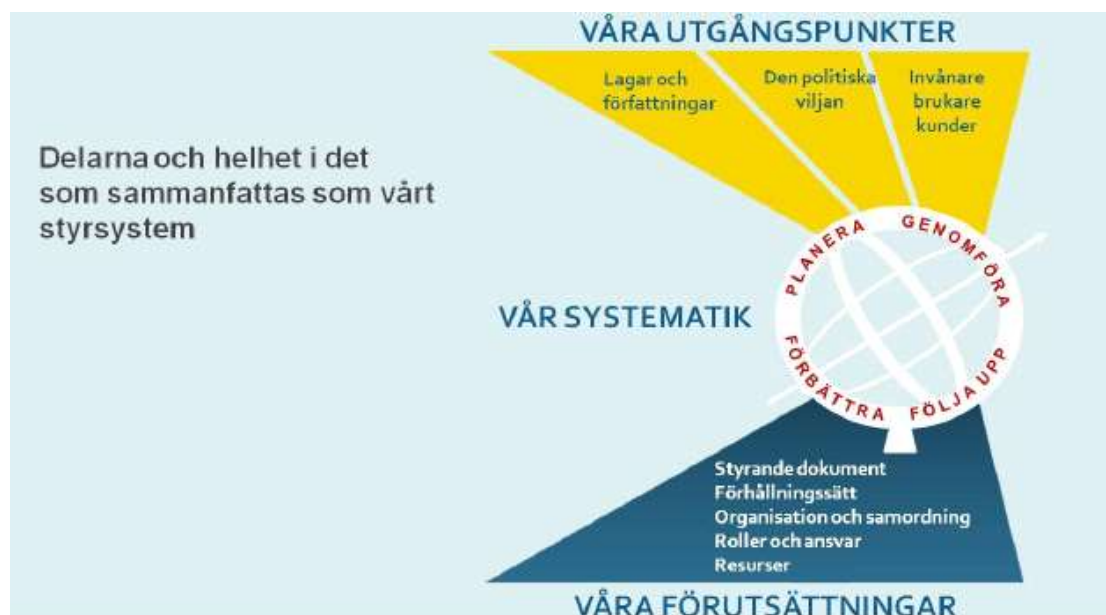 VÅRA UTGÅNGSPUNKTER
Lagar och
författningar
Den politiska
viljan
Invånare
brukare
kunder
Delarna och helhet i det
som sammanfattas som vårt
styrsystem
VÅR SYSTEMATIK
PLANERA
GENOMFÖRA
FÖLJA UPP
FÖRBÄTTRA
Styrande dokument
Förhållningssätt
Organisation och samordning
Roller och ansvar
Resurser
VÅRA FÖRUTSÄTTNINGAR